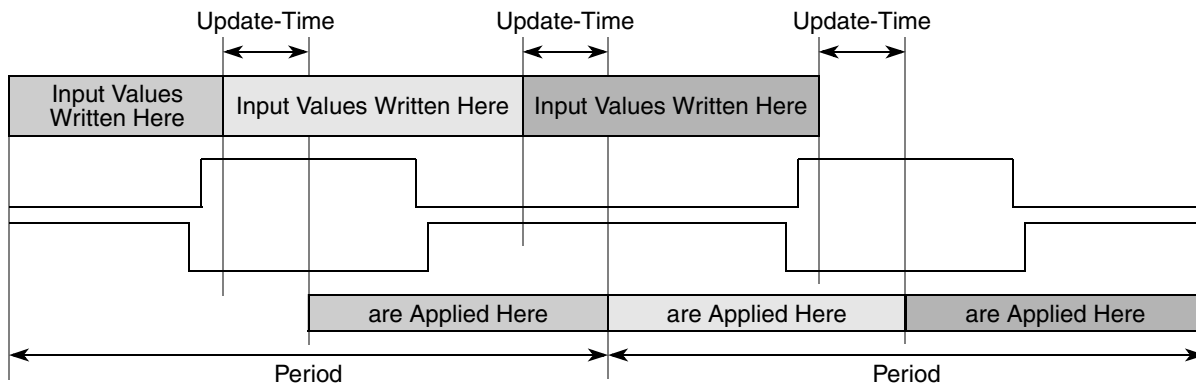 Update-Time
Update-Time
Update-Time
Input Values
Written Here
Input Values Written Here
Input Values Written Here
are Applied Here
are Applied Here
are Applied Here
Period
Period